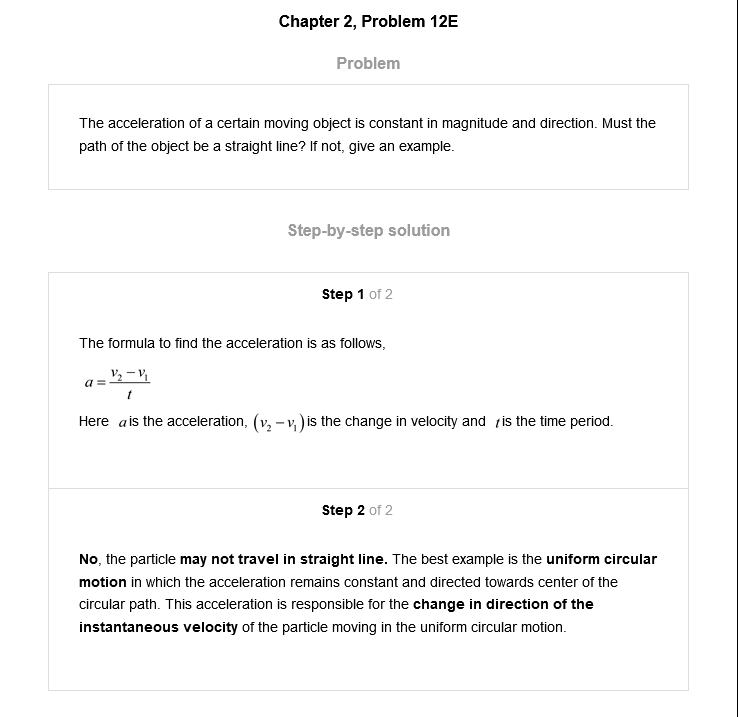 Chapter 2, Problem 12E
Problem
The acceleration of a certain moving object is constant in magnitude and direction. Must the
path of the object be a straight line? If not, give an example.
Step-by-step solution
Step 1 of 2
The formula to find the acceleration is as follows,
a = (v₂ − v₁)/t
Here a is the acceleration, (v₂ − v₁) is the change in velocity and t is the time period.
Step 2 of 2
No, the particle may not travel in straight line. The best example is the uniform circular
motion in which the acceleration remains constant and directed towards center of the
circular path. This acceleration is responsible for the change in direction of the
instantaneous velocity of the particle moving in the uniform circular motion.